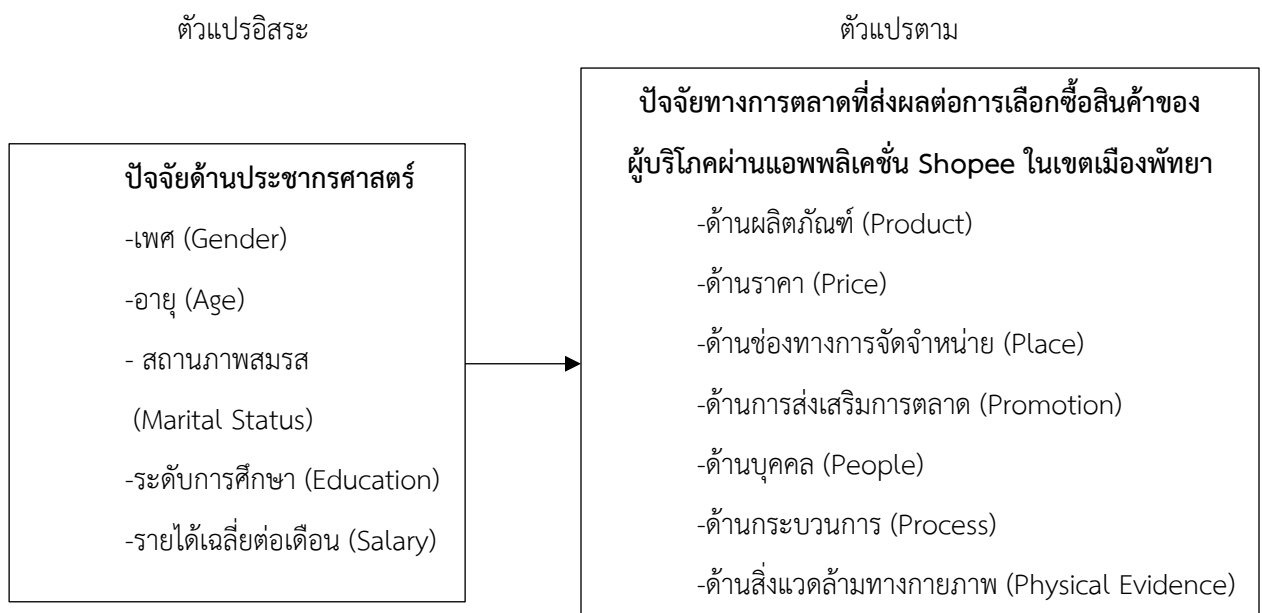 ตัวแปรอิสระ
ตัวแปรตาม
ปัจจัยด้านประชากรศาสตร์
-เพศ (Gender)
-อายุ (Age)
- สถานภาพสมรส
(Marital Status)
-ระดับการศึกษา (Education)
-รายได้เฉลี่ยต่อเดือน (Salary)
ปัจจัยทางการตลาดที่ส่งผลต่อการเลือกซื้อสินค้าของ
ผู้บริโภคผ่านแอพพลิเคชั่น Shopee ในเขตเมืองพัทยา
-ด้านผลิตภัณฑ์ (Product)
-ด้านราคา (Price)
-ด้านช่องทางการจัดจำหน่าย (Place)
-ด้านการส่งเสริมการตลาด (Promotion)
-ด้านบุคคล (People)
-ด้านกระบวนการ (Process)
-ด้านสิ่งแวดล้ามทางกายภาพ (Physical Evidence)